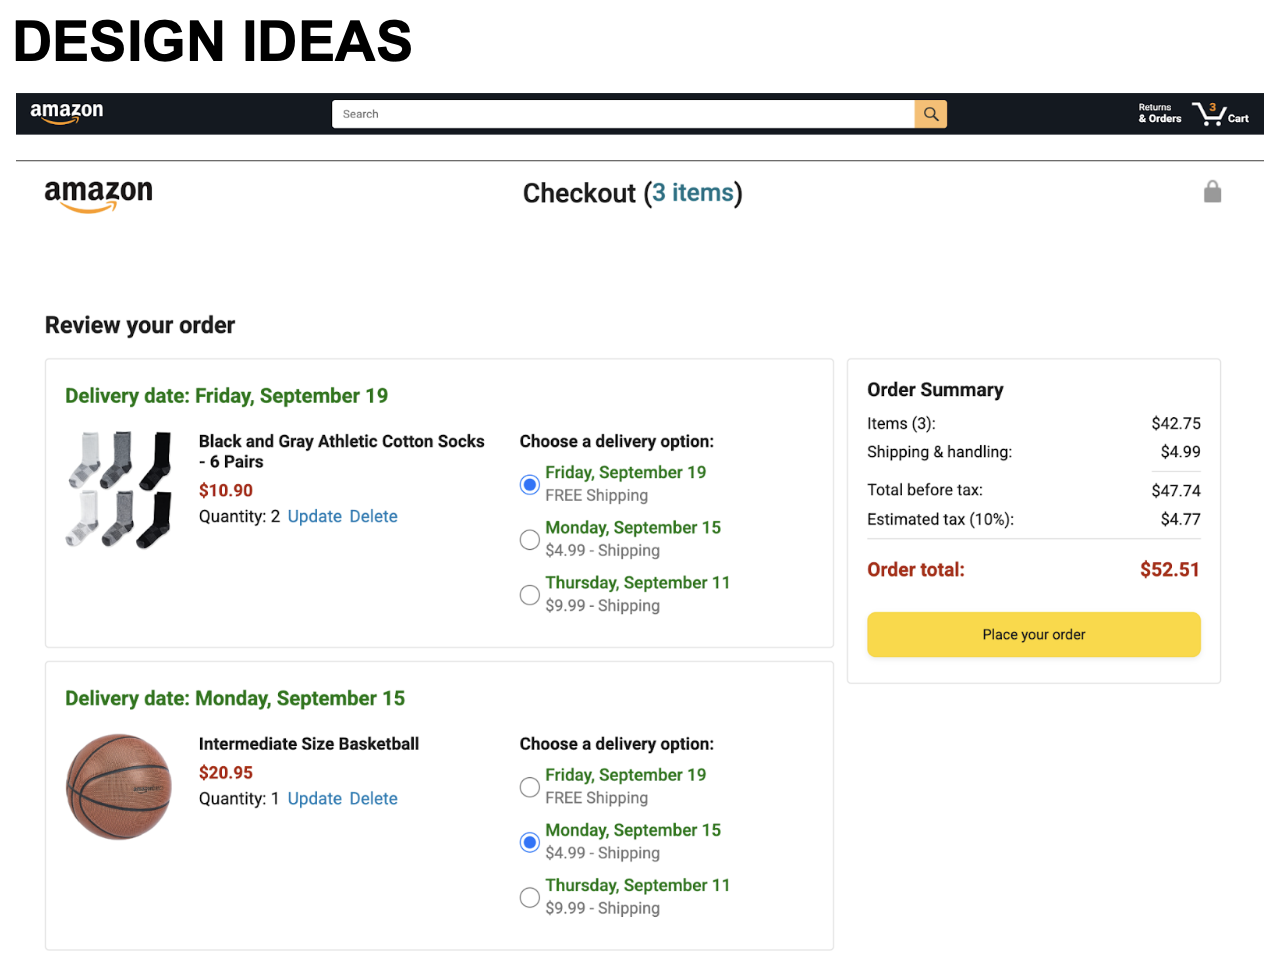 DESIGN IDEAS
amazon
Search
Returns
& Orders
3
Cart
amazon
Checkout (3 items)
Review your order
Delivery date: Friday, September 19
Black and Gray Athletic Cotton Socks
- 6 Pairs
$10.90
Quantity: 2 Update Delete
Choose a delivery option:
Friday, September 19
FREE Shipping
Monday, September 15
$4.99 - Shipping
Thursday, September 11
$9.99 - Shipping
Order Summary
Items (3): $42.75
Shipping & handling: $4.99
Total before tax: $47.74
Estimated tax (10%): $4.77
Order total: $52.51
Place your order
Delivery date: Monday, September 15
Intermediate Size Basketball
$20.95
Quantity: 1 Update Delete
Choose a delivery option:
Friday, September 19
FREE Shipping
Monday, September 15
$4.99 - Shipping
Thursday, September 11
$9.99 - Shipping